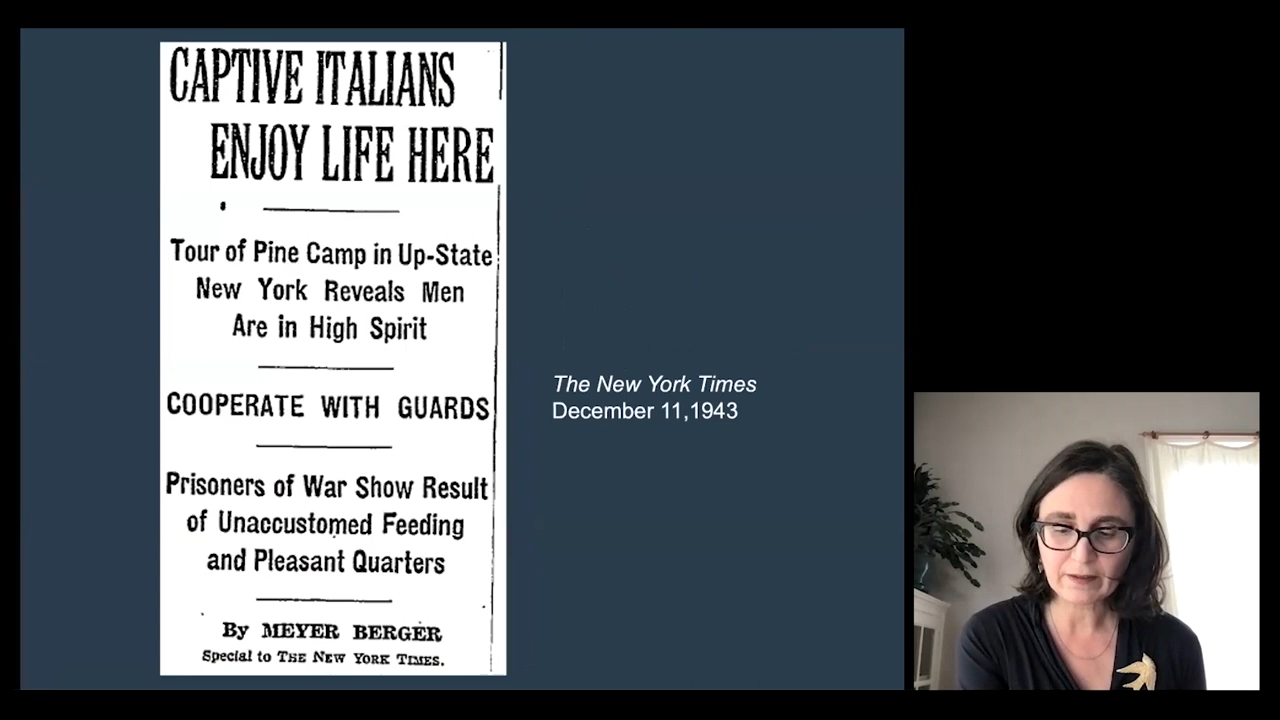 CAPTIVE ITALIANS
ENJOY LIFE HERE
Tour of Pine Camp in Up-State
New York Reveals Men
Are in High Spirit
COOPERATE WITH GUARDS
Prisoners of War Show Result
of Unaccustomed Feeding
and Pleasant Quarters
By MEYER BERGER
Special to THE NEW YORK TIMES.
The New York Times
December 11,1943